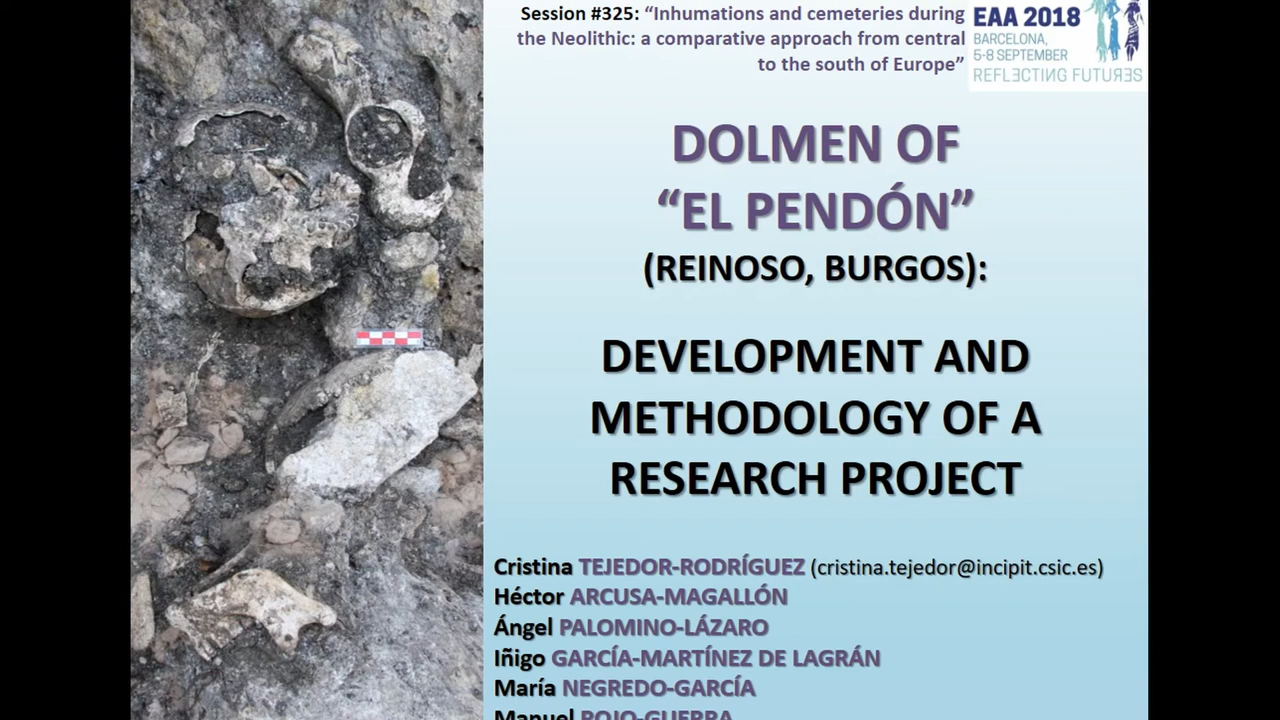 Session #325: “Inhumations and cemeteries during
the Neolithic: a comparative approach from central
to the south of Europe”
EAA 2018
BARCELONA,
5-8 SEPTEMBER
REFLECTING FUTURES
DOLMEN OF
“EL PENDÓN”
(REINOSO, BURGOS):
DEVELOPMENT AND
METHODOLOGY OF A
RESEARCH PROJECT
Cristina TEJEDOR-RODRÍGUEZ (cristina.tejedor@incipit.csic.es)
Héctor ARCUSA-MAGALLÓN
Ángel PALOMINO-LÁZARO
Iñigo GARCÍA-MARTÍNEZ DE LAGRÁN
María NEGREDO-GARCÍA
Manuel ROJO-GUERRA